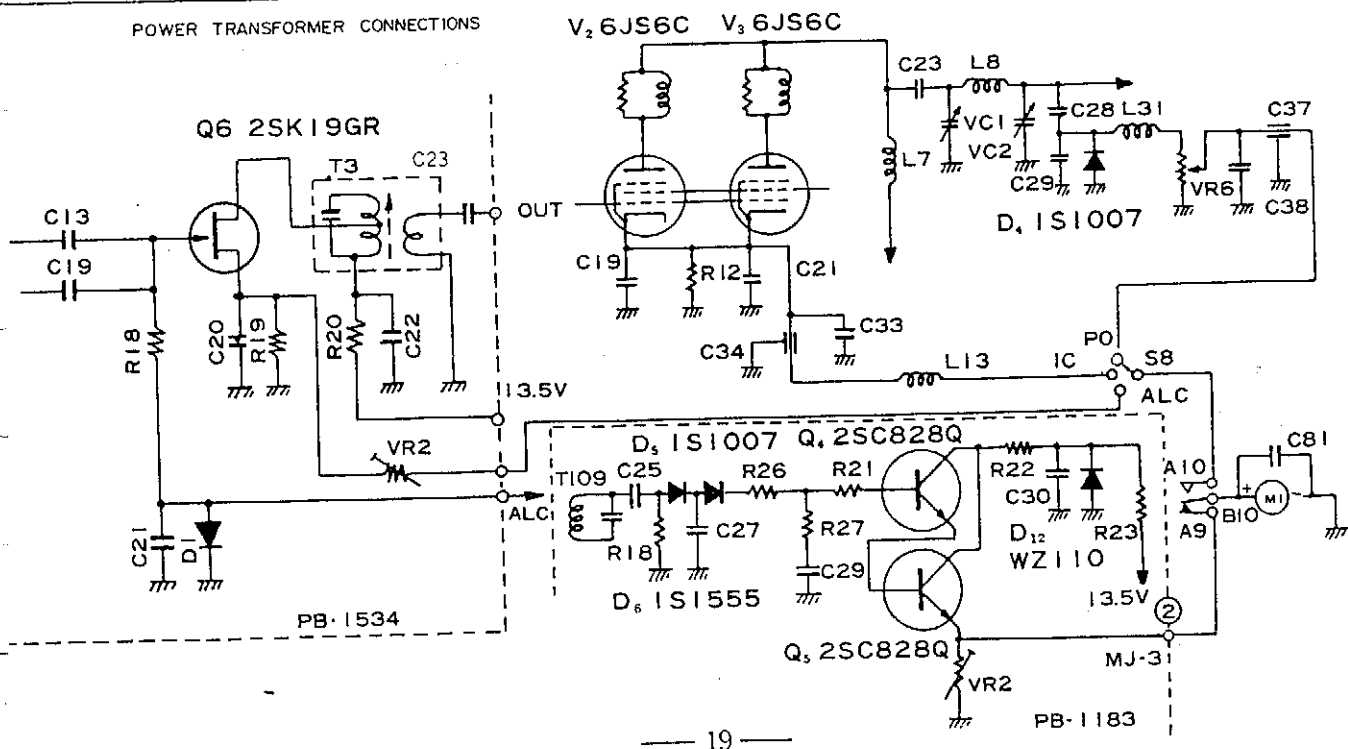 POWER TRANSFORMER CONNECTIONS
V₂ 6JS6C
V₃ 6JS6C
C23
L8
Q6 2SK19GR
T3
C23
VC1
VC2
C28
L31
C37
L7
C29
VR6
C38
D₄ 1S1007
C13
C19
OUT
C19
R12
C21
R18
C20
R19
R20
C22
C34
C33
PO
IC
S8
ALC
L13
13.5V
VR2
D₅ 1S1007
Q₄ 2SC828Q
C81
T109
C25
R26
R21
R22
C30
A10
+
M1
B10
A9
ALC
R18
C27
R27
C29
D₁₂
WZ110
R23
C21
D1
D₆ 1S1555
13.5V
2
PB-1534
Q₅ 2SC828Q
MJ-3
VR2
PB-1183
— 19 —